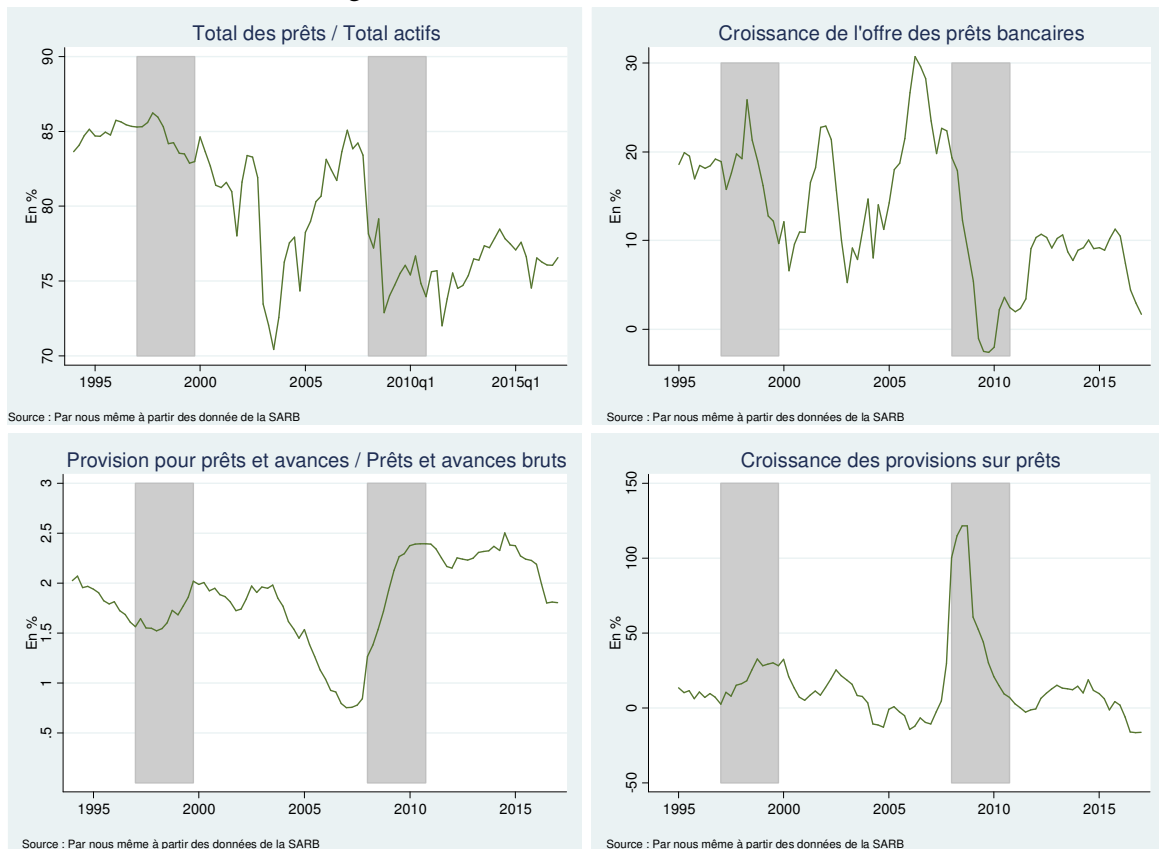 Total des prêts / Total actifs
En %
90
85
80
75
70
1995
2000
2005
2010q1
2015q1
Source : Par nous même à partir des donnée de la SARB
Croissance de l'offre des prêts bancaires
En %
30
20
10
0
1995
2000
2005
2010
2015
Source : Par nous même à partir des données de la SARB
Provision pour prêts et avances / Prêts et avances bruts
En %
3
2.5
2
1.5
1
.5
1995
2000
2005
2010
2015
Source : Par nous même à partir des données de la SARB
Croissance des provisions sur prêts
En %
150
100
50
0
-50
1995
2000
2005
2010
2015
Source : Par nous même à partir des données de la SARB